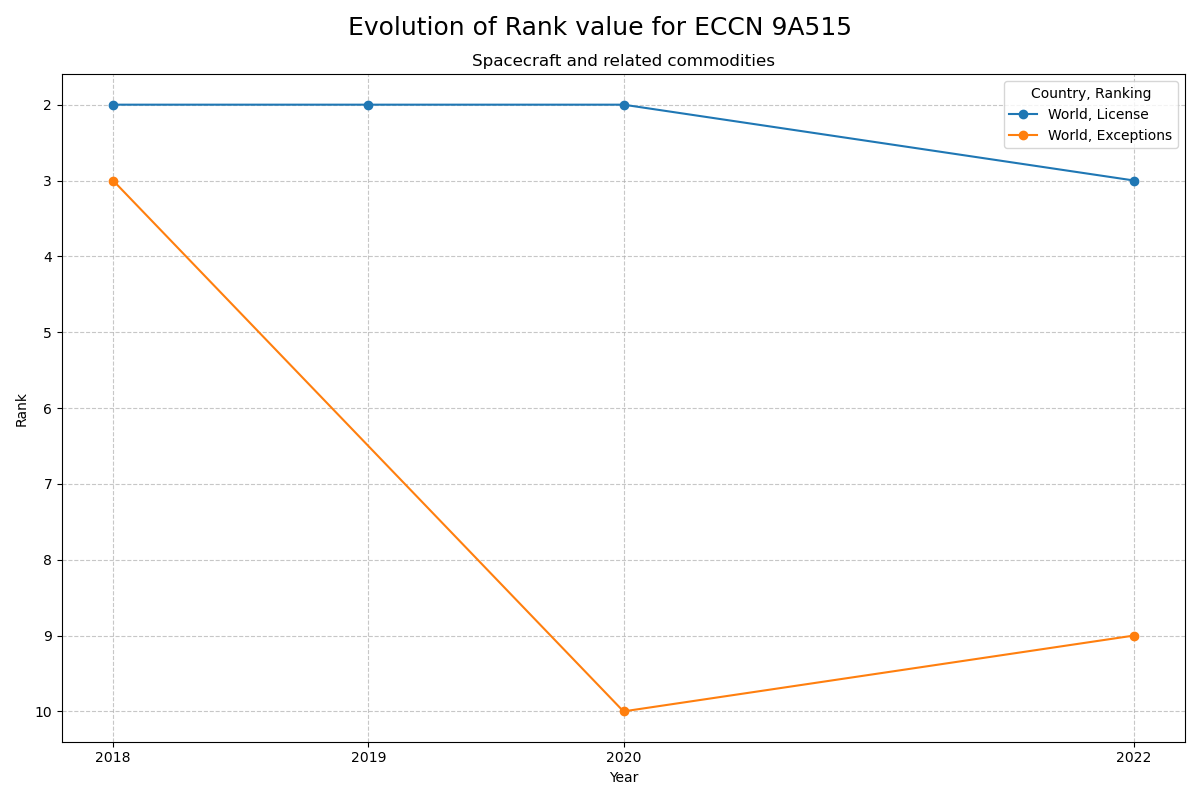 Evolution of Rank value for ECCN 9A515
Spacecraft and related commodities
Country, Ranking
World, License
World, Exceptions
Rank
2
3
4
5
6
7
8
9
10
2018 2019 2020 2022
Year